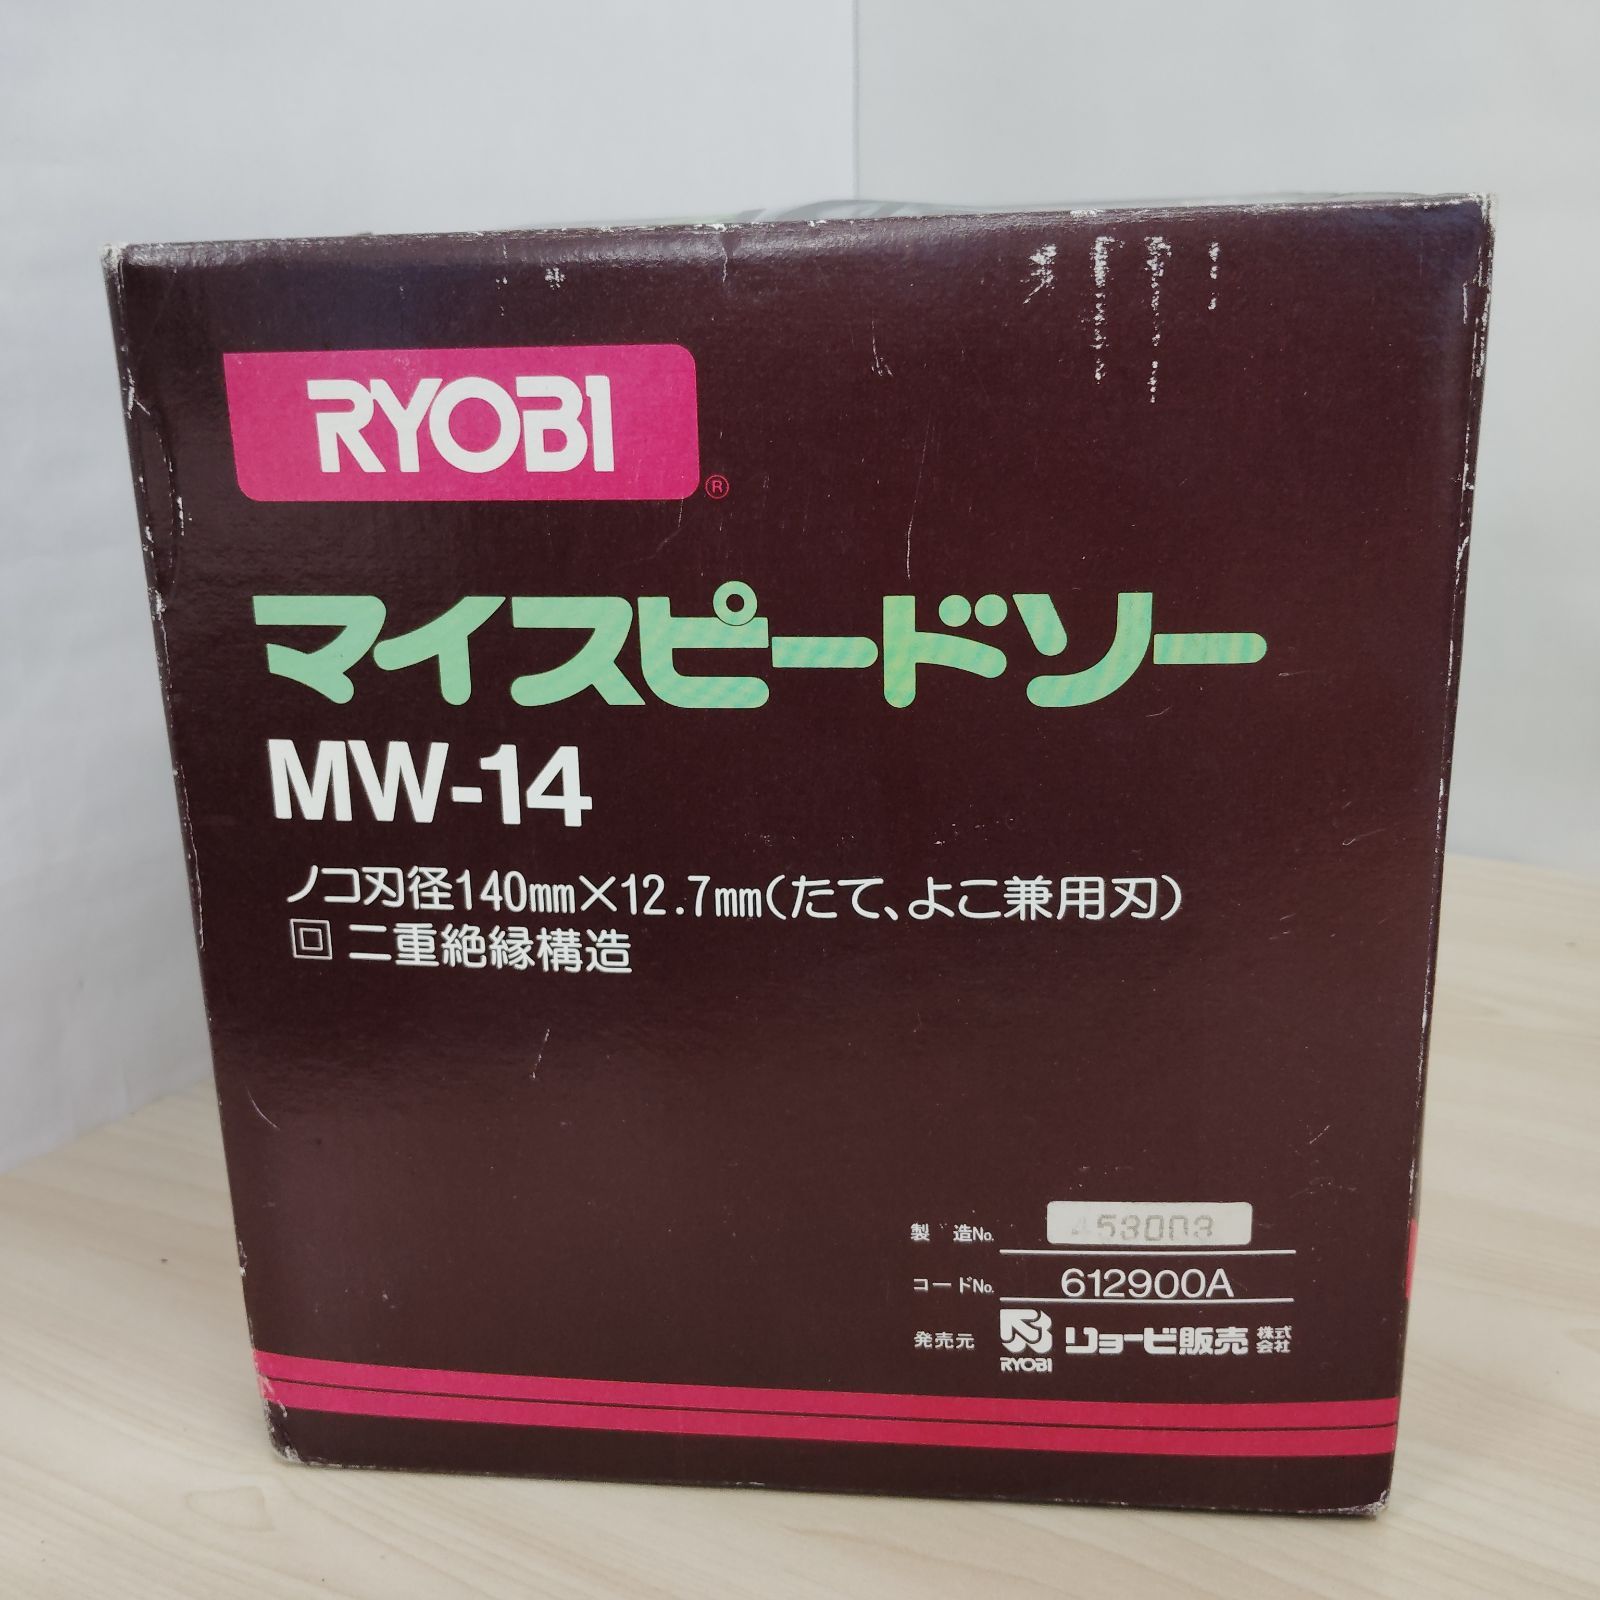 RYOBI®
マイスピードソー
MW-14
ノコ刃径140mm×12.7mm(たて、よこ兼用刃)
回 二重絶縁構造
製 造No. 453003
コードNo. 612900A
発売元 RYOBI リョービ販売 株式会社